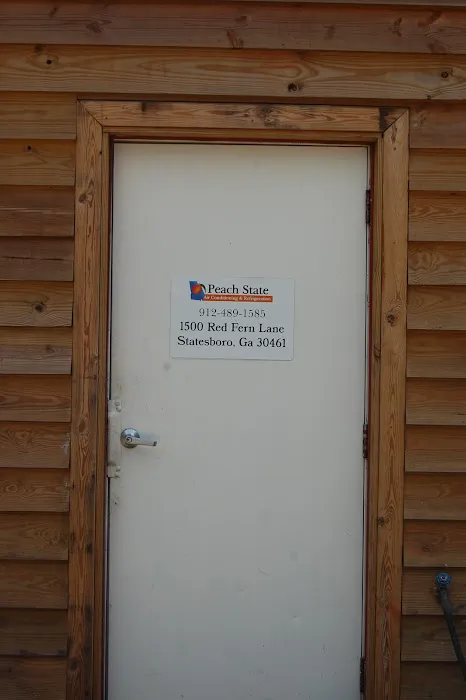 Peach State
Air Conditioning & Refrigeration
912-489-1585
1500 Red Fern Lane
Statesboro, Ga 30461